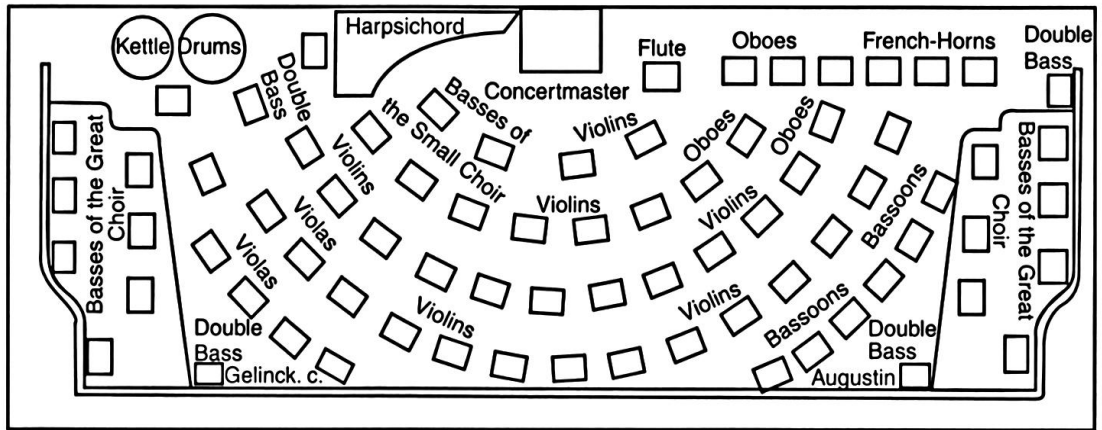 Harpsichord
Kettle
Drums
Flute
Oboes
French-Horns
Double
Bass
Double
Bass
Basses of
the Small Choir
Concertmaster
Violins
Oboes
Oboes
Violins
Violins
Violins
Violas
Violas
Violins
Violins
Bassoons
Bassoons
Basses of the Great
Choir
Basses of the Great
Choir
Double
Bass
Gelinck. c.
Double
Bass
Augustin